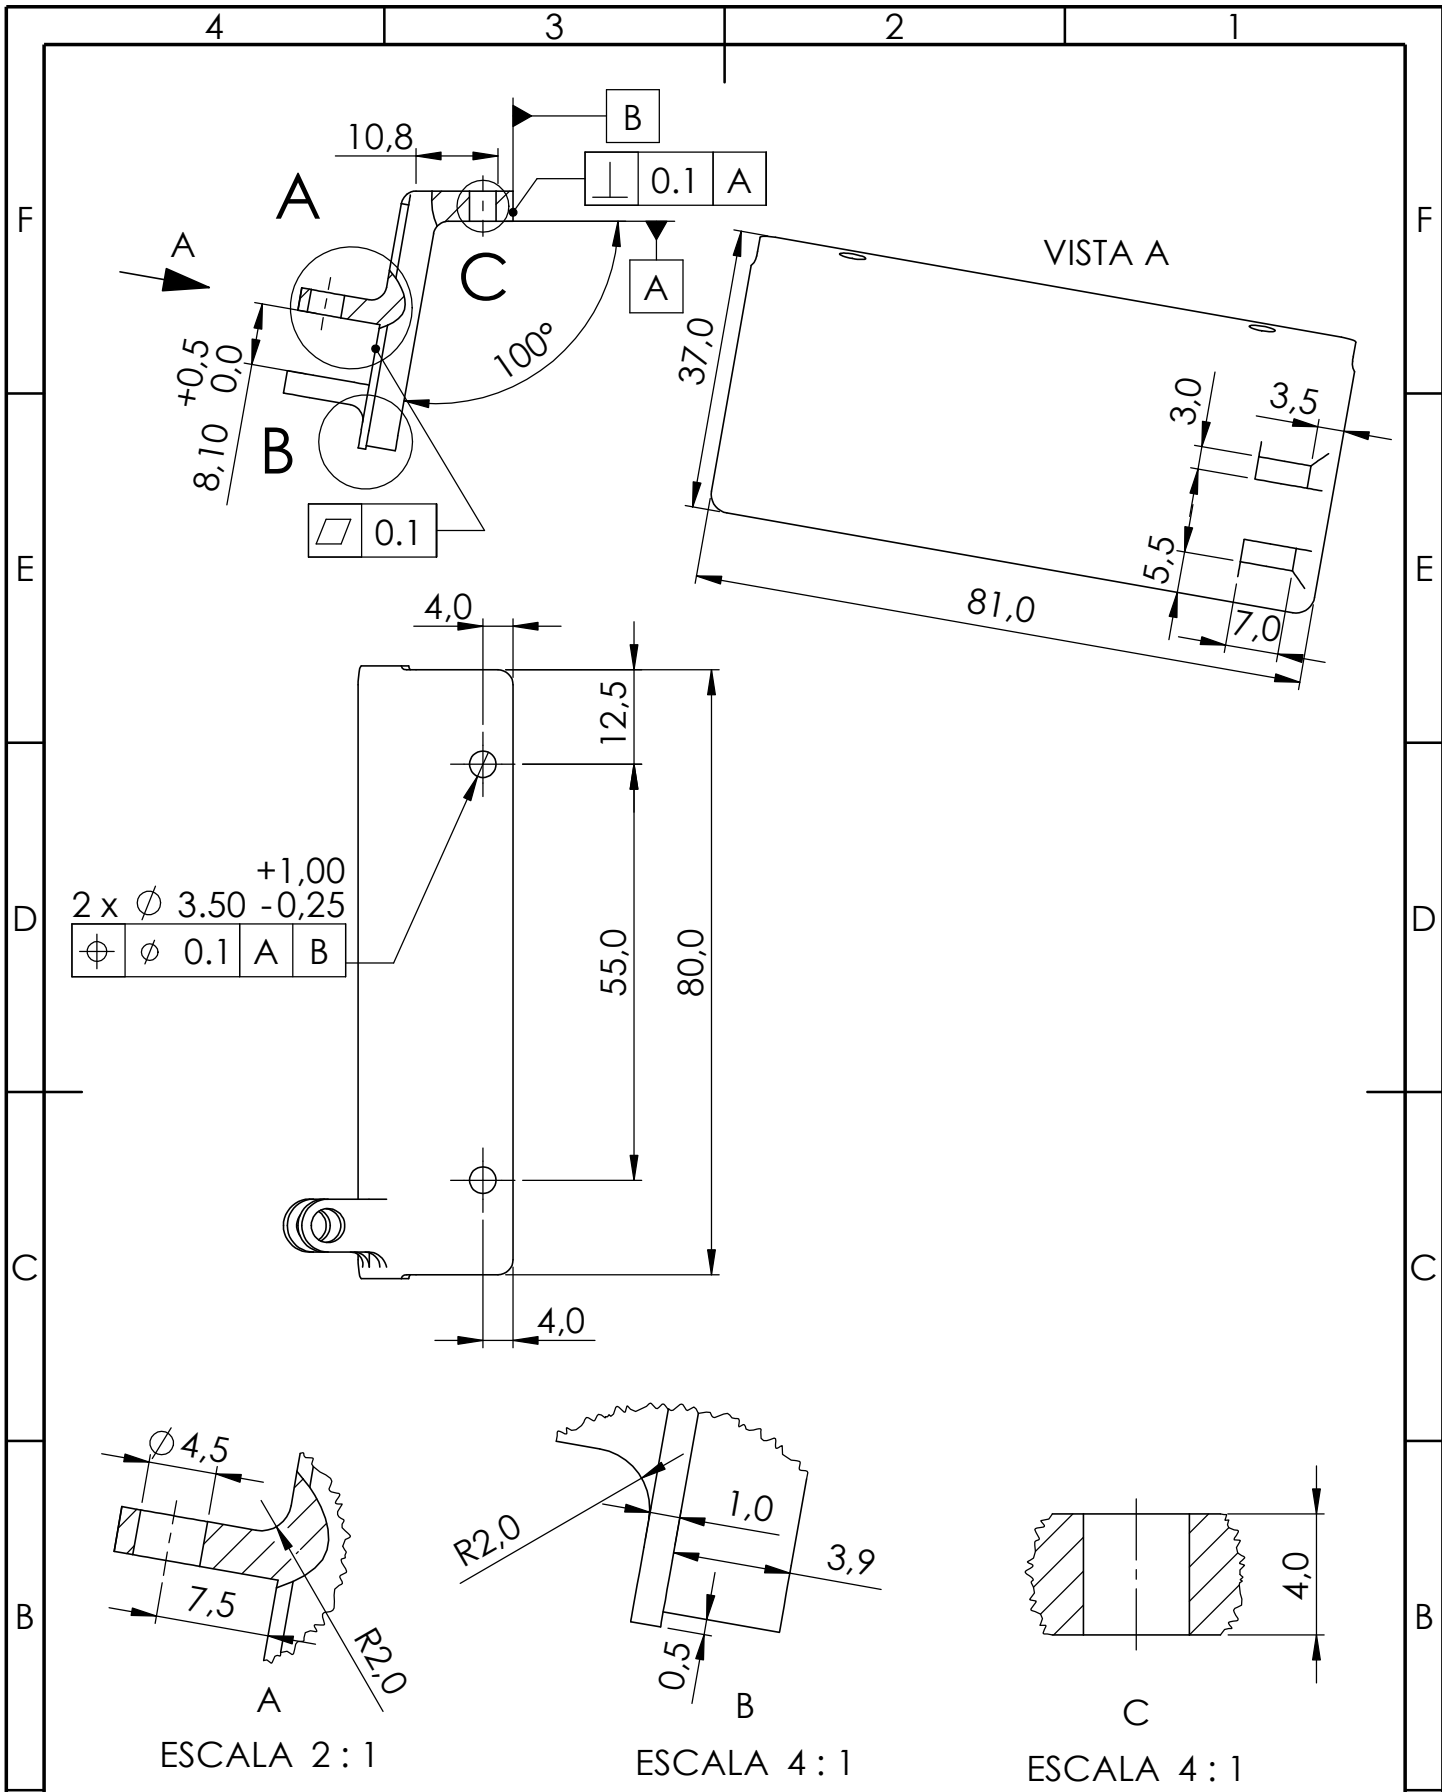 4 3 2 1
F F
10,8
B
⊥ 0.1 A
A
A
C
A
VISTA A
100°
37,0
+0,5
8,10 0,0
B
3,0
3,5
▱ 0.1
E E
5,5
81,0
7,0
4,0
12,5
+1,00
2 x ∅ 3.50 -0,25
⌖ ∅ 0.1 A B
D D
55,0
80,0
C C
4,0
∅ 4,5
R2,0
1,0
3,9
4,0
7,5
R2,0
0,5
B B
A
B
C
ESCALA 2 : 1
ESCALA 4 : 1
ESCALA 4 : 1